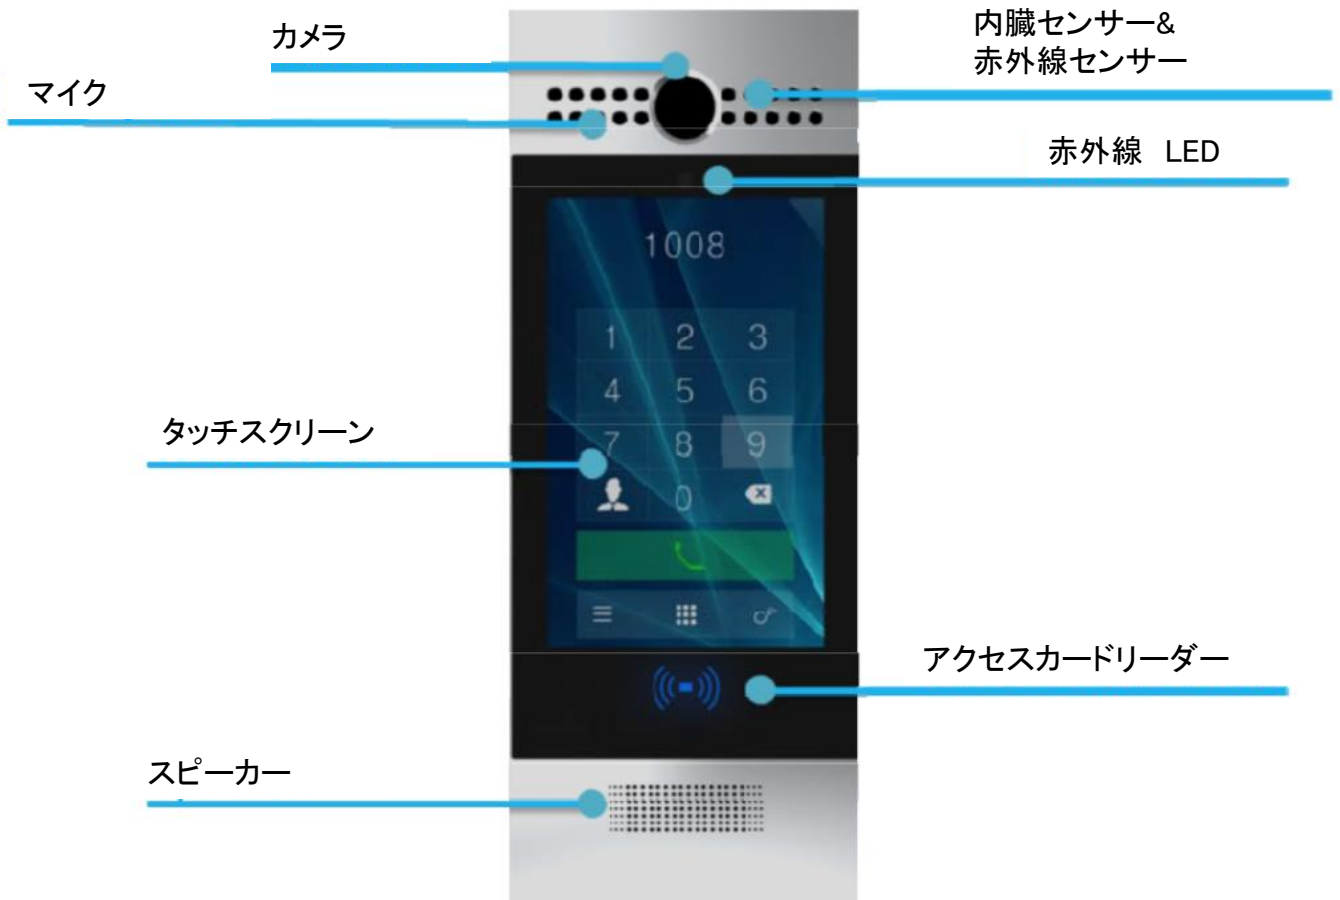 カメラ
内臓センサー&
赤外線センサー
マイク
赤外線　LED
1008
1 2 3
4 5 6
タッチスクリーン
7 8 9
0
アクセスカードリーダー
スピーカー